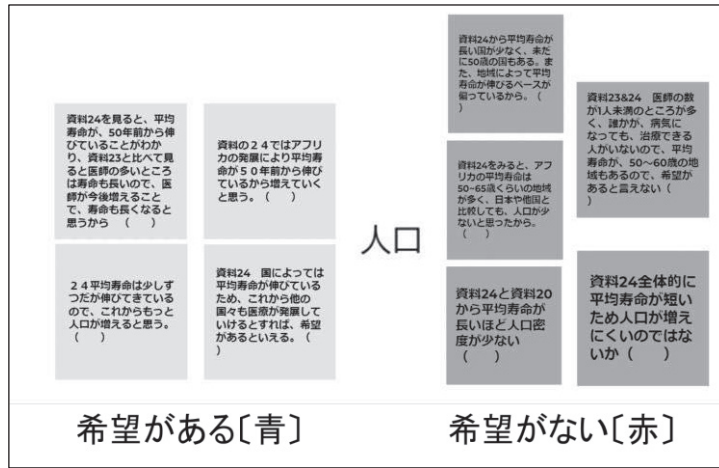 資料24を見ると、平均
寿命が、50年前から伸
びていることがわか
り、資料23と比べて見
ると医師の多いところ
は寿命も長いので、医
師が今後増えること
で、寿命も長くなると
思うから （　）
資料の２４ではアフリ
カの発展により平均寿
命が５０年前から伸び
ているから増えていく
と思う。（　）
２４平均寿命は少しず
つだが伸びてきている
ので、これからもっと
人口が増えると思う。
（　）
資料24　国によっては
平均寿命が伸びている
ため、これから他の
国々も医療が発展して
いけるとすれば、希望
があるといえる。（
）
希望がある〔青〕
人口
資料24から平均寿命が
長い国が少なく、未だ
に50歳の国もある。ま
た、地域によって平均
寿命が伸びるペースが
偏っているから。（
）
資料24をみると、アフ
リカの平均寿命は
50~65歳くらいの地域
が多く、日本や他国と
比較しても、人口が少
ないと思ったから。
（　）
資料24と資料20
から平均寿命が
長いほど人口密
度が少ない
（　）
資料23&24　医師の数
が1人未満のところが多
く、誰かが、病気に
なっても、治療できる
人がいないので、平均
寿命が、50〜60歳の地
域もあるので、希望が
あると言えない（
）
資料24全体的に
平均寿命が短い
ため人口が増え
にくいのではな
いか（　）
希望がない〔赤〕